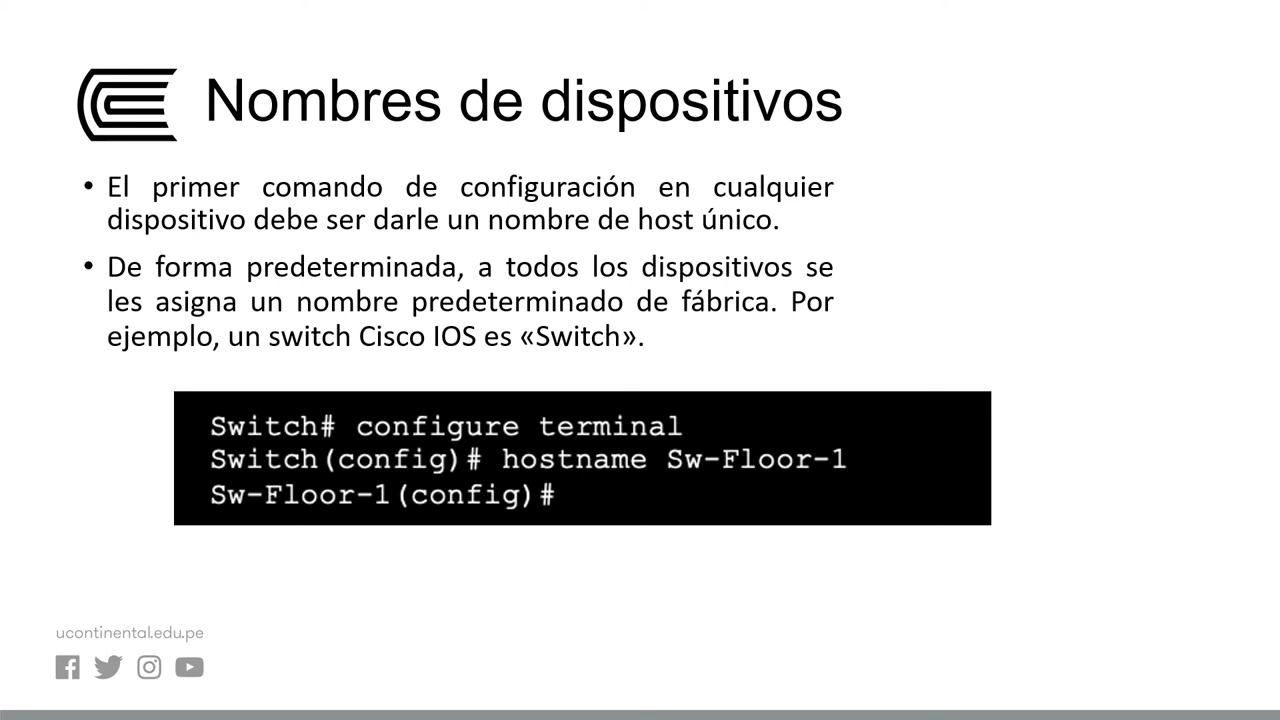 Nombres de dispositivos
• El primer comando de configuración en cualquier
dispositivo debe ser darle un nombre de host único.
• De forma predeterminada, a todos los dispositivos se
les asigna un nombre predeterminado de fábrica. Por
ejemplo, un switch Cisco IOS es «Switch».
Switch# configure terminal
Switch(config)# hostname Sw-Floor-1
Sw-Floor-1(config)#
ucontinental.edu.pe